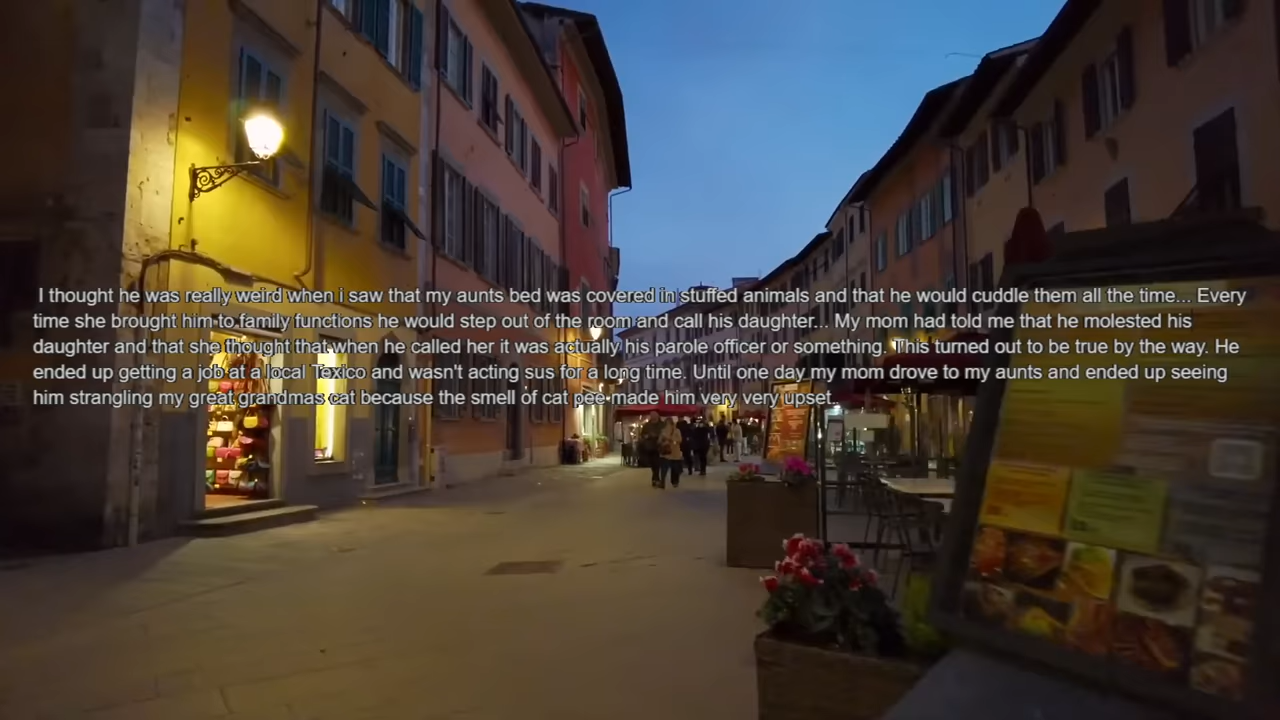 I thought he was really weird when i saw that my aunts bed was covered in stuffed animals and that he would cuddle them all the time... Every
time she brought him to family functions he would step out of the room and call his daughter... My mom had told me that he molested his
daughter and that she thought that when he called her it was actually his parole officer or something. This turned out to be true by the way. He
ended up getting a job at a local Texico and wasn't acting sus for a long time. Until one day my mom drove to my aunts and ended up seeing
him strangling my great grandmas cat because the smell of cat pee made him very very upset..